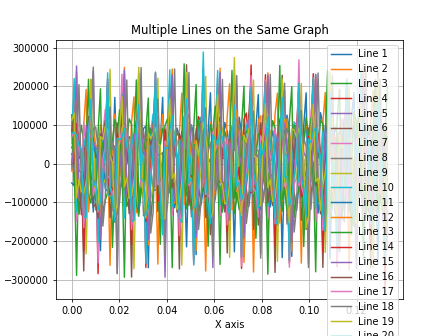 Multiple Lines on the Same Graph
300000
200000
100000
0
−100000
−200000
−300000
0.00
0.02
0.04
0.06
0.08
0.10
X axis
Line 1
Line 2
Line 3
Line 4
Line 5
Line 6
Line 7
Line 8
Line 9
Line 10
Line 11
Line 12
Line 13
Line 14
Line 15
Line 16
Line 17
Line 18
Line 19
Line 20